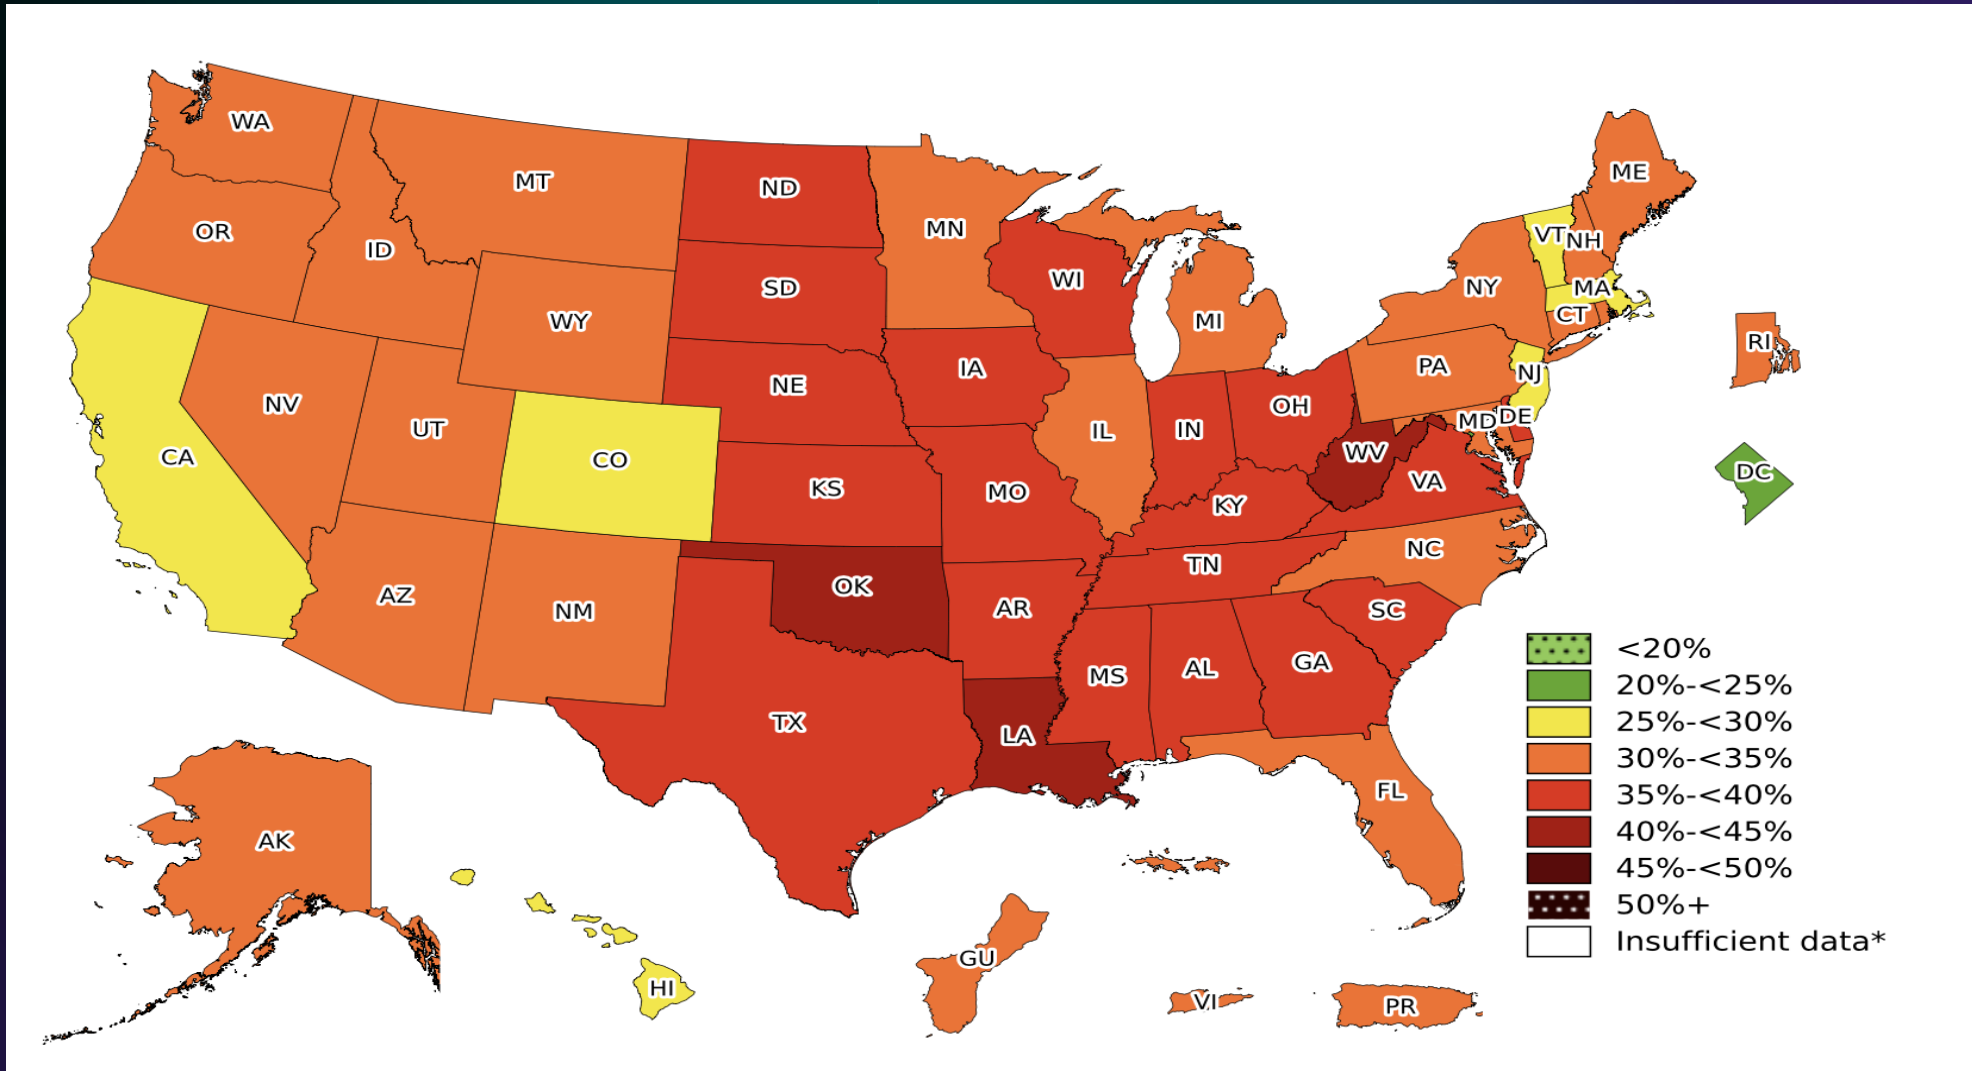 WA
MT
ND
MN
ME
OR
ID
SD
WI
VT
NH
WY
MI
NY
MA
CT
NE
IA
PA
NJ
RI
NV
UT
CO
IL
IN
OH
MD
DE
CA
KS
MO
WV
VA
DC
KY
AZ
NM
OK
AR
TN
NC
SC
MS
AL
GA
TX
LA
FL
AK
HI
GU
VI
PR
<20%
20%-<25%
25%-<30%
30%-<35%
35%-<40%
40%-<45%
45%-<50%
50%+
Insufficient data*